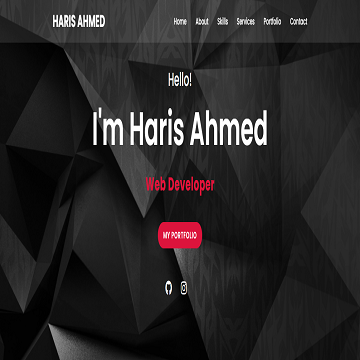 HARIS AHMED
Home About Skills Services Portfolio Contact
Hello!
I'm Haris Ahmed
Web Developer
MY PORTFOLIO